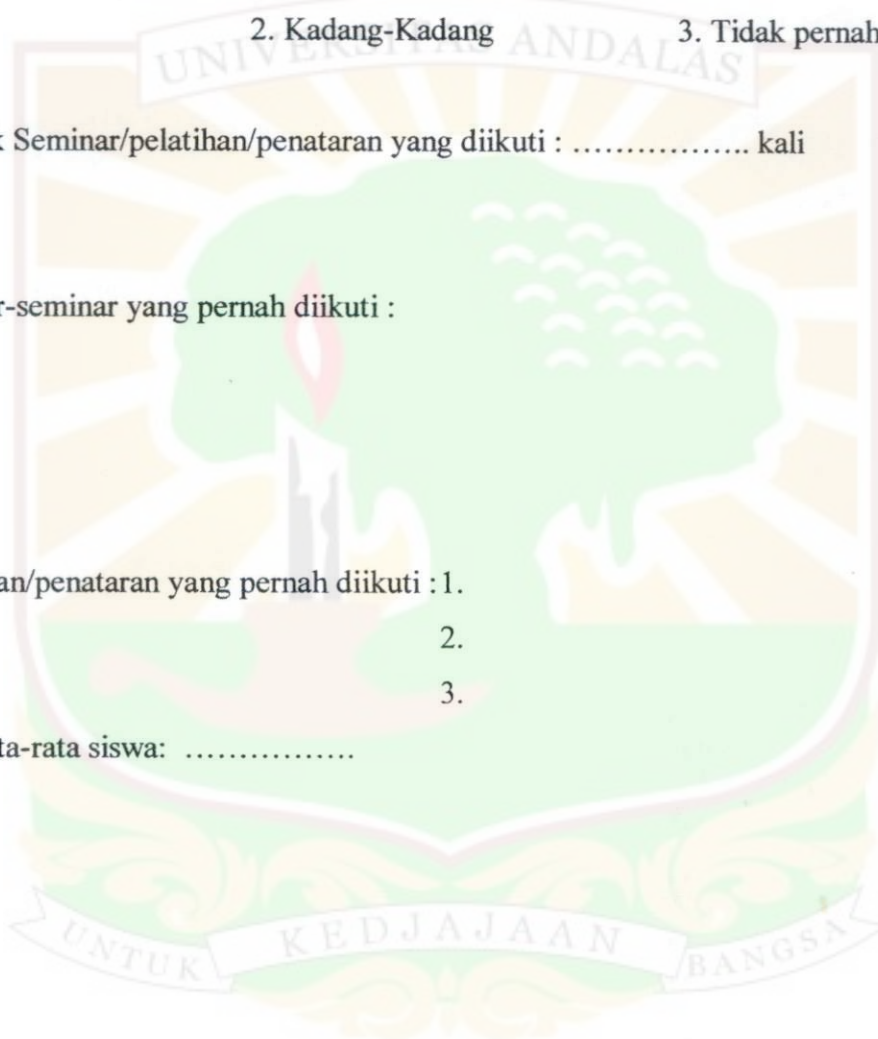 UNIVERSITAS ANDALAS
2. Kadang-Kadang 3. Tidak pernah
Seminar/pelatihan/penataran yang diikuti : ................. kali
r-seminar yang pernah diikuti :
an/penataran yang pernah diikuti : 1.
2.
3.
ta-rata siswa: ................
UNTUK KEDJAJAAN BANGSA